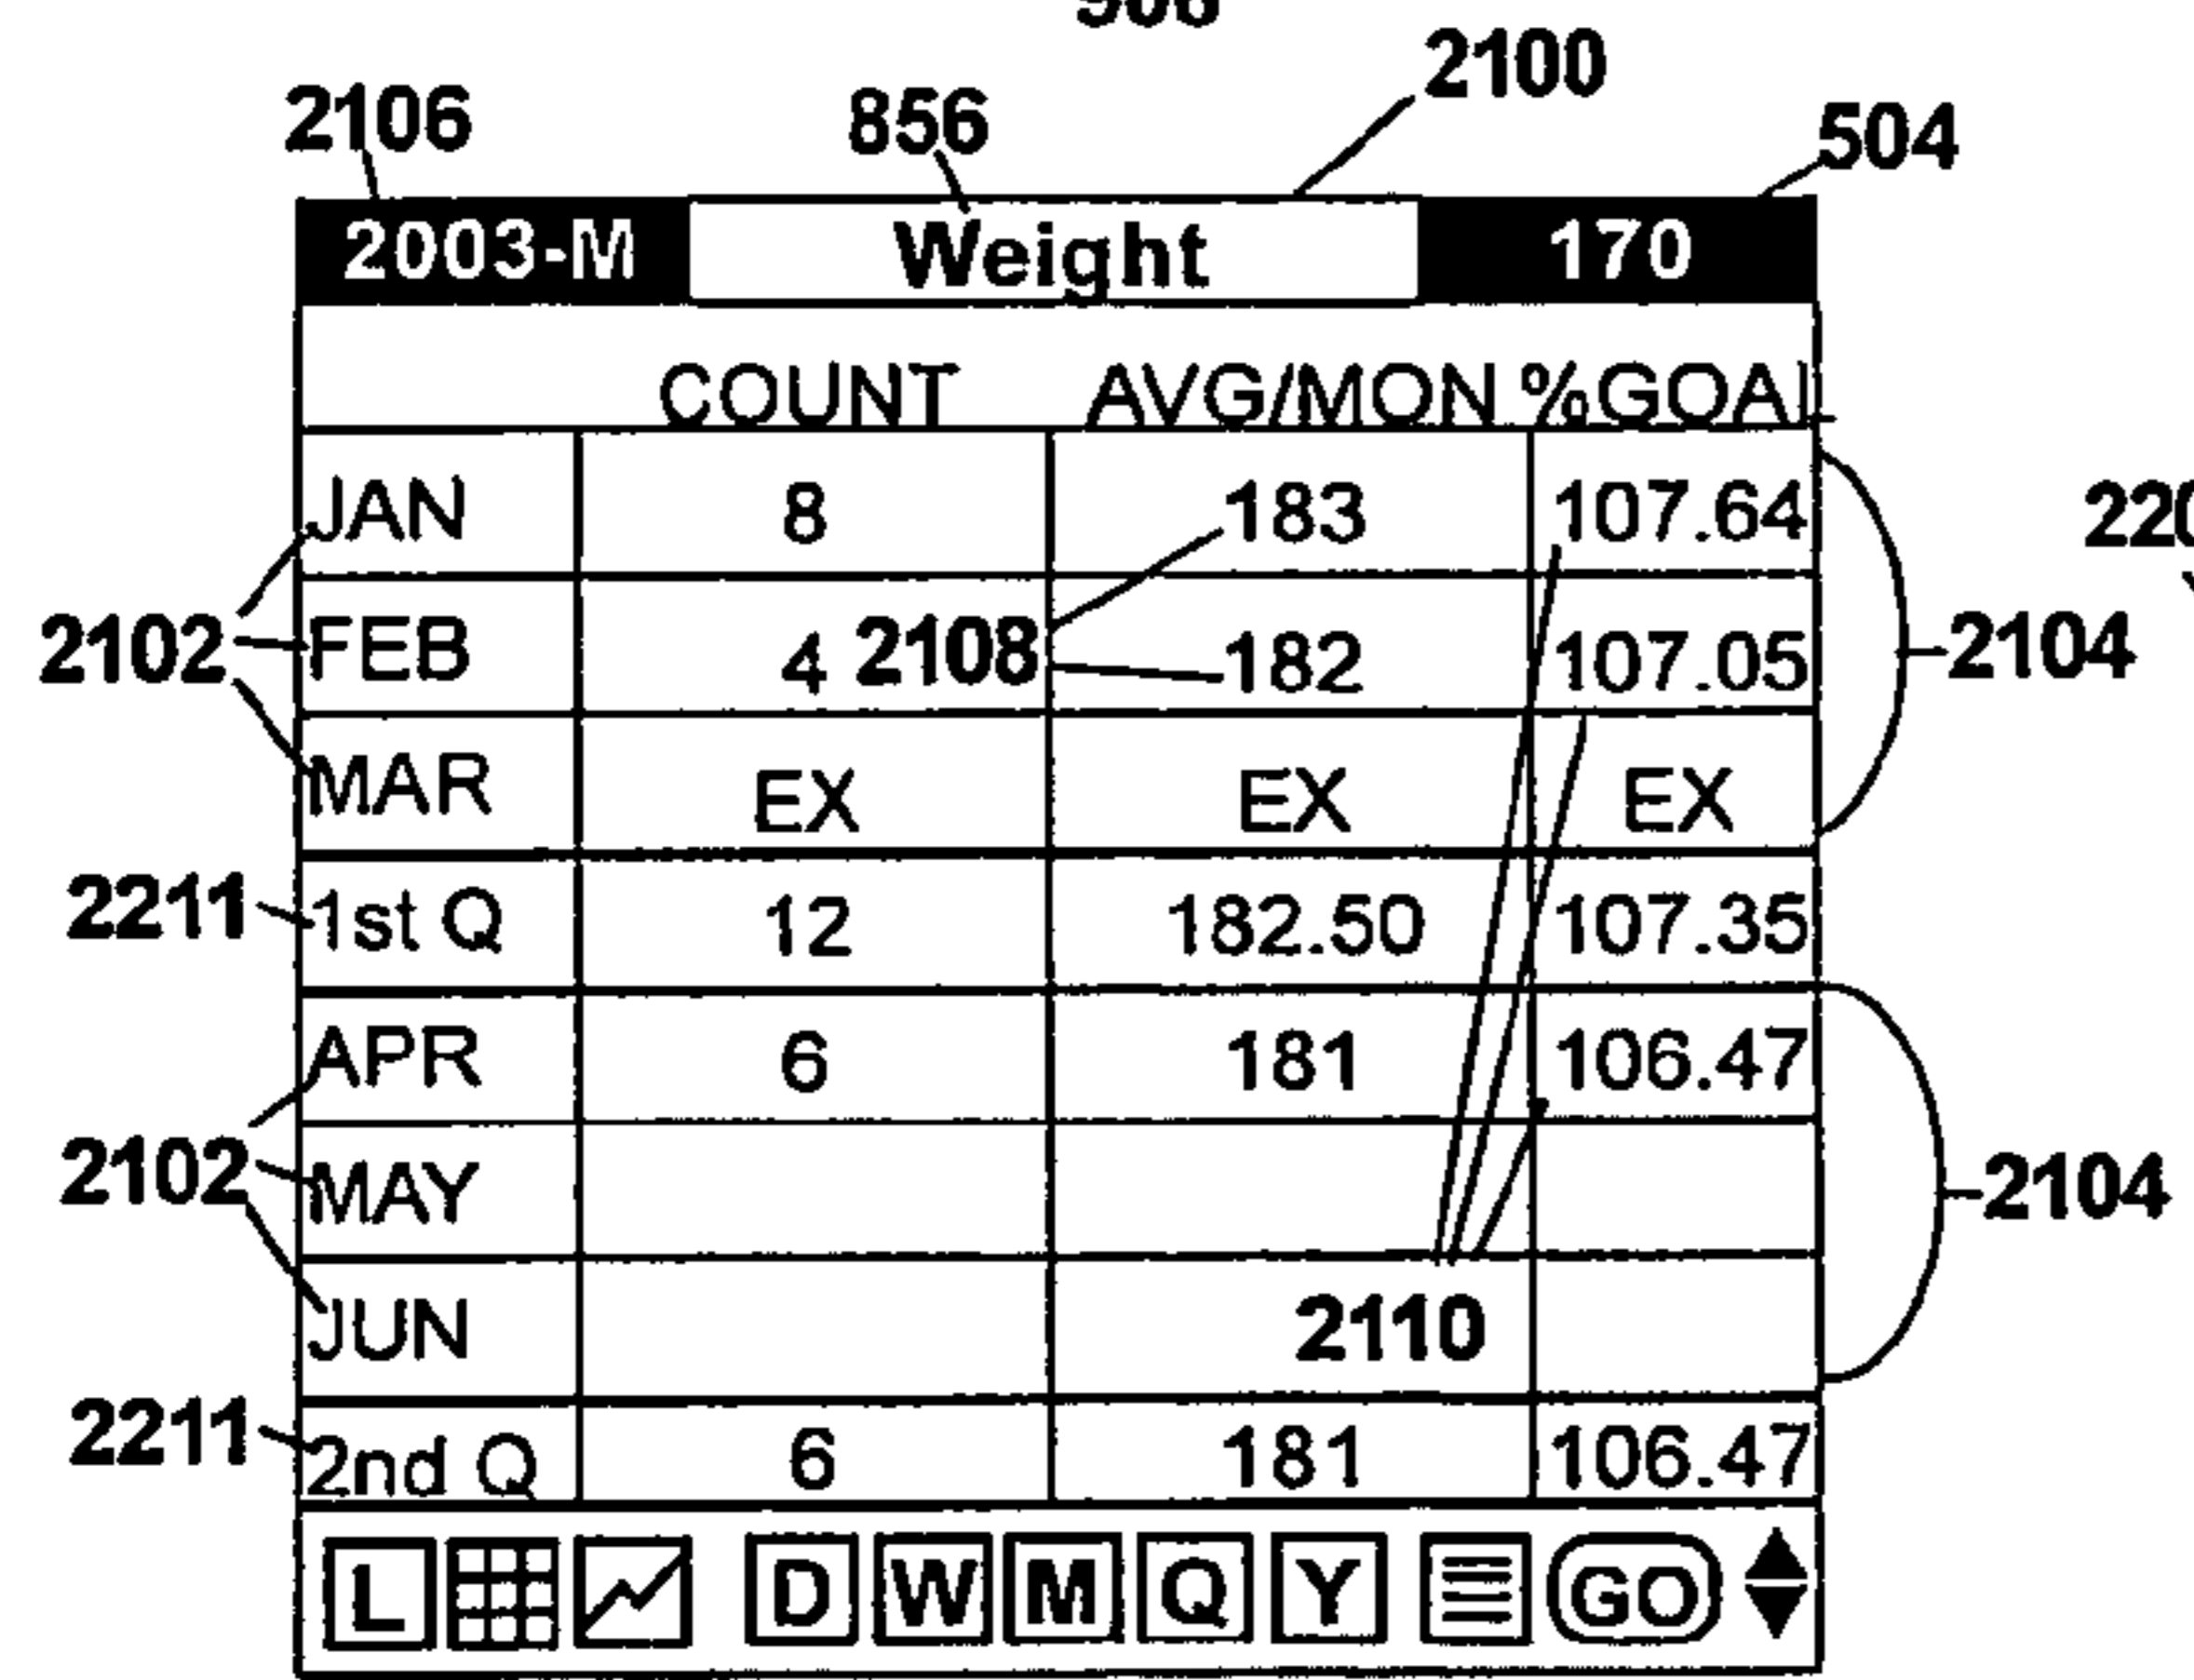 2100
2106 856 504
2003-M Weight 170
COUNT AVG/MON %GOAL
JAN 8 183 107.64
2102 FEB 4 2108 182 107.05 2104
MAR EX EX EX
2211 1st Q 12 182.50 107.35
APR 6 181 106.47
2102 MAY 2104
JUN 2110
2211 2nd Q 6 181 106.47
L D W M Q Y GO